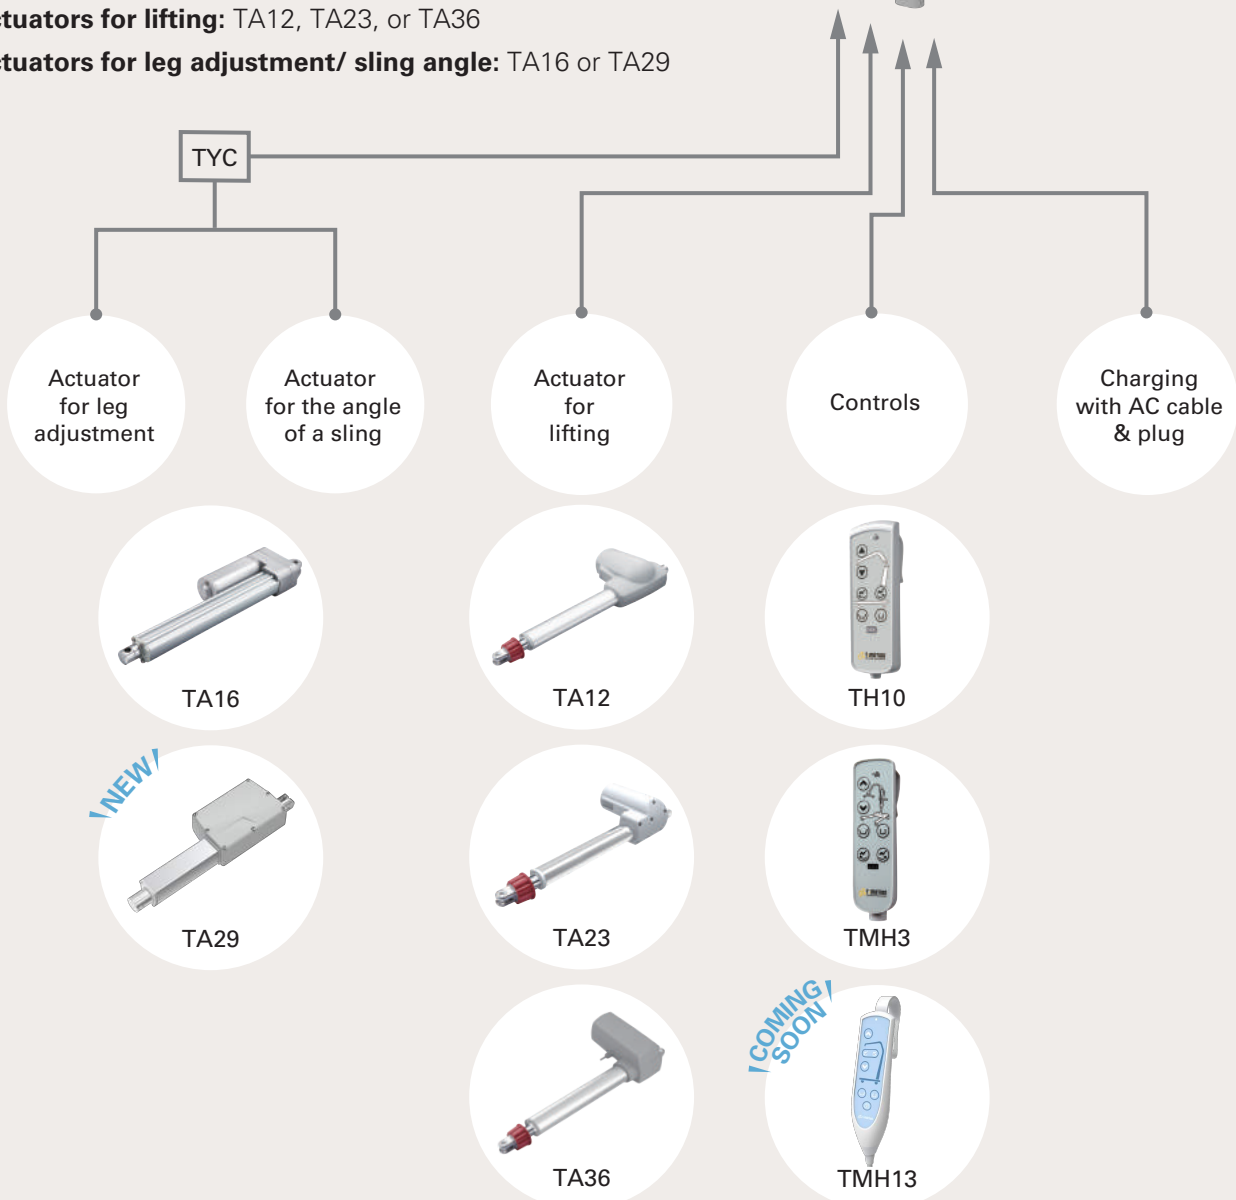 ctuators for lifting: TA12, TA23, or TA36
ctuators for leg adjustment/ sling angle: TA16 or TA29
TYC
Actuator
for leg
adjustment
Actuator
for the angle
of a sling
Actuator
for
lifting
Controls
Charging
with AC cable
& plug
TA16
TA12
TH10
NEW
TA29
TA23
TMH3
COMING
SOON
TA36
TMH13